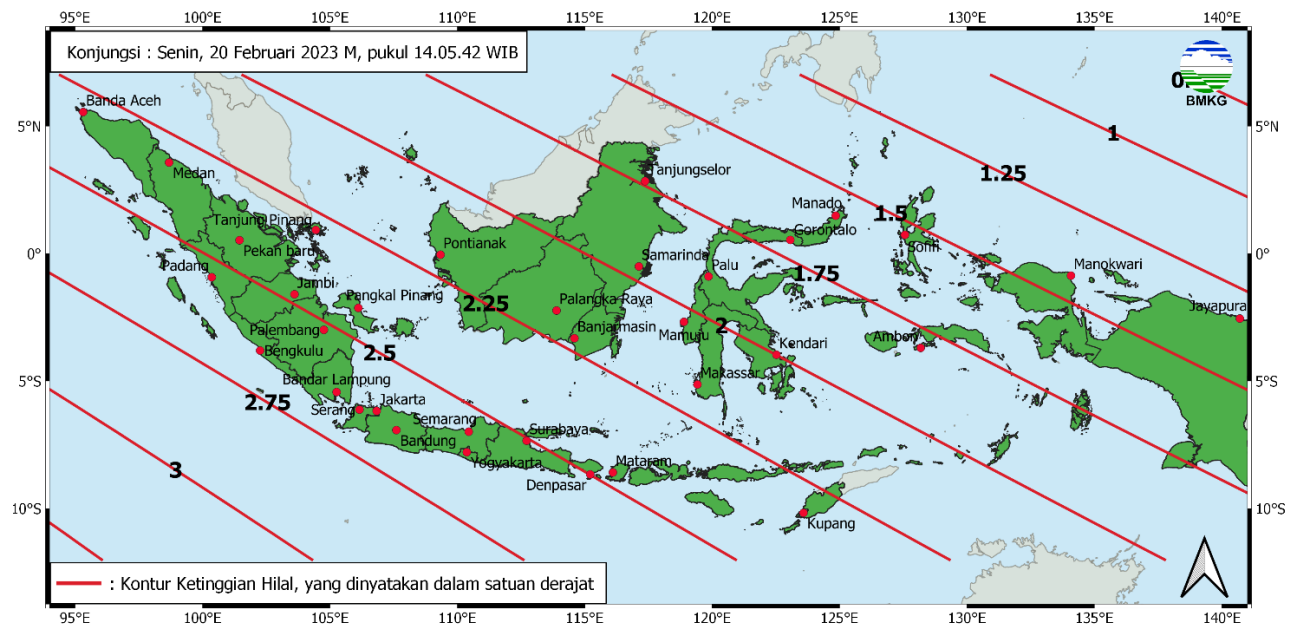 95°E 100°E 105°E 110°E 115°E 120°E 125°E 130°E 135°E 140°E
Konjungsi : Senin, 20 Februari 2023 M, pukul 14.05.42 WIB
0.
BMKG
Banda Aceh
5°N 1 5°N
Medan Tanjungselor 1.25
Tanjung Pinang Manado 1.5
Pontianak Gorontalo Sofifi
0° Pekan baru 0°
Padang Samarinda Palu Manokwari
1.75
Jambi Pangkal Pinang 2.25 Palangka Raya Jayapura
Palembang Banjarmasin Mamuju 2 Ambon
Bengkulu 2.5 Kendari
5°S Bandar Lampung Makassar 5°S
2.75 Serang Jakarta
Semarang Surabaya
Bandung
Yogyakarta Mataram
3
Denpasar
10°S Kupang 10°S
: Kontur Ketinggian Hilal, yang dinyatakan dalam satuan derajat
95°E 100°E 105°E 110°E 115°E 120°E 125°E 130°E 135°E 140°E